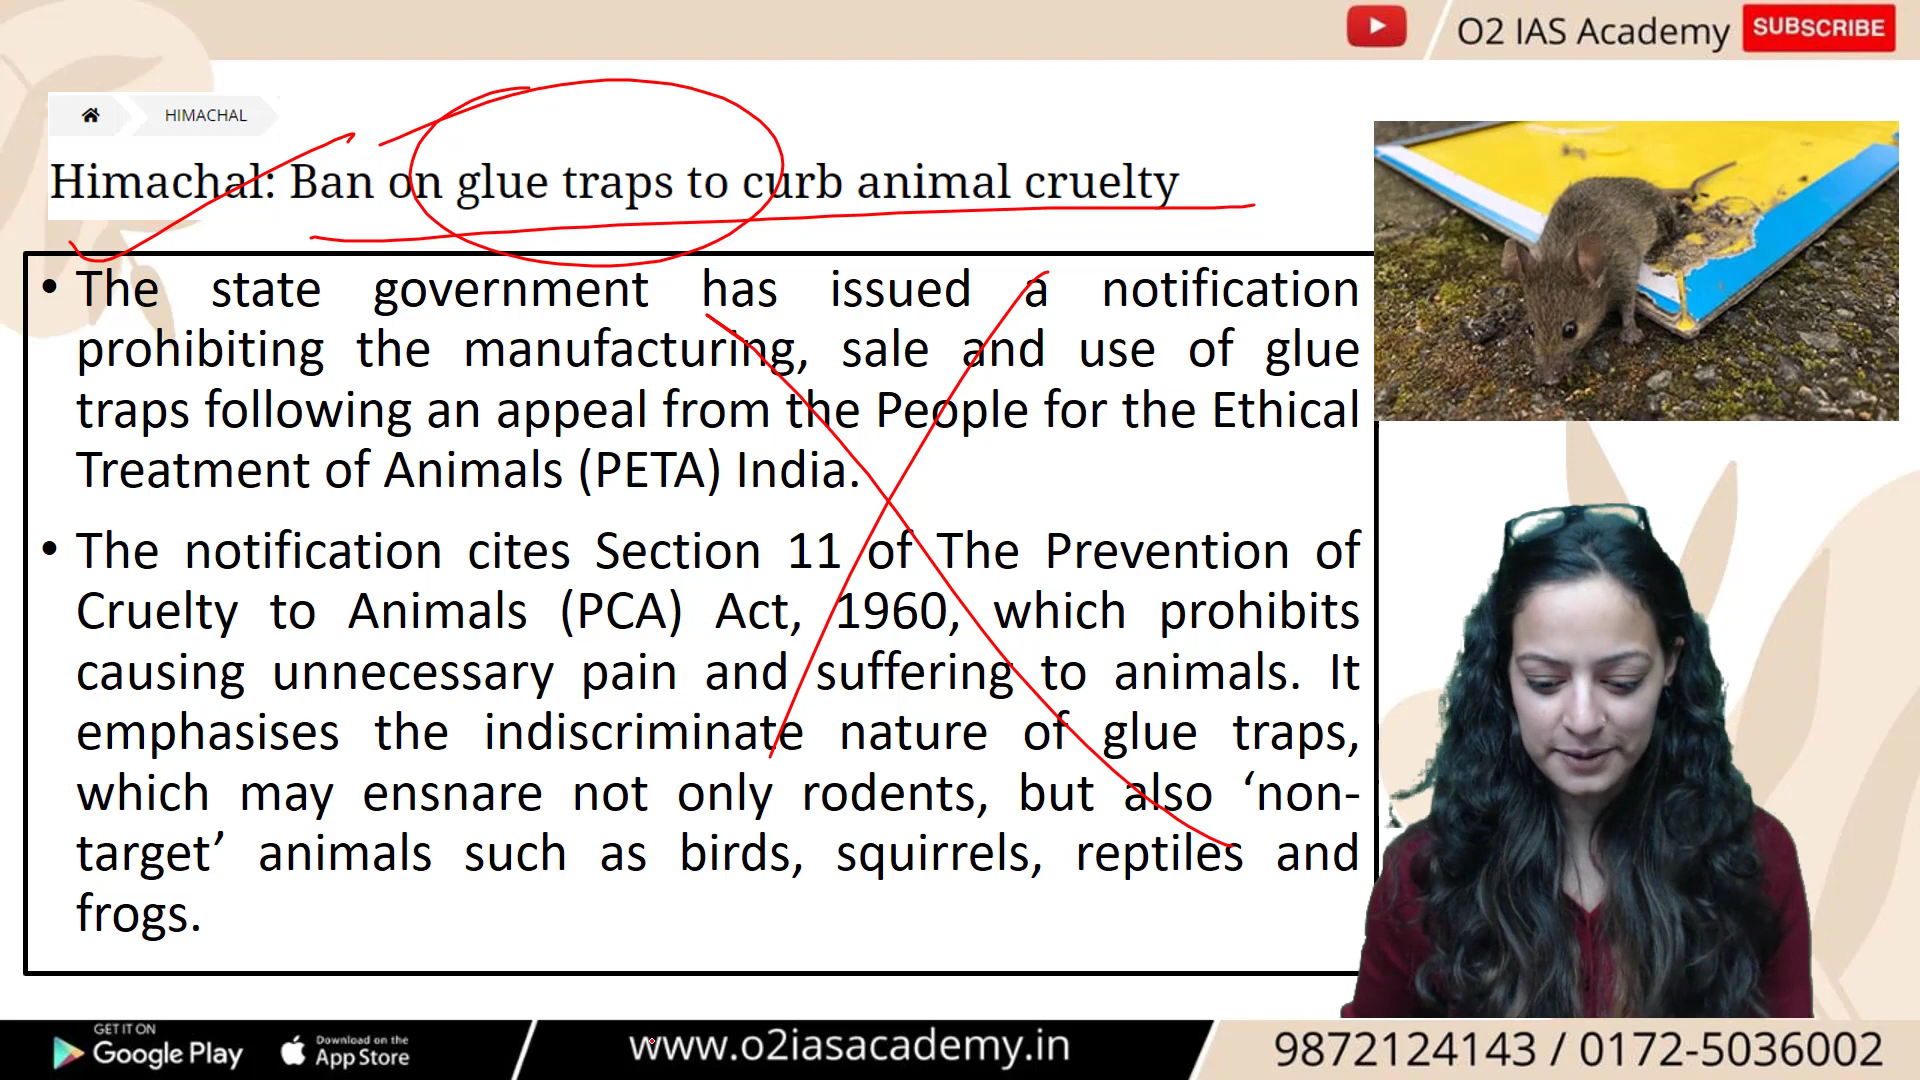 O2 IAS Academy SUBSCRIBE
HIMACHAL
Himachal: Ban on glue traps to curb animal cruelty
• The state government has issued a notification
prohibiting the manufacturing, sale and use of glue
traps following an appeal from the People for the Ethical
Treatment of Animals (PETA) India.
• The notification cites Section 11 of The Prevention of
Cruelty to Animals (PCA) Act, 1960, which prohibits
causing unnecessary pain and suffering to animals. It
emphasises the indiscriminate nature of glue traps,
which may ensnare not only rodents, but also ‘non-
target’ animals such as birds, squirrels, reptiles and
frogs.
GET IT ON
Google Play
Download on the
App Store
www.o2iasacademy.in
9872124143 / 0172-5036002